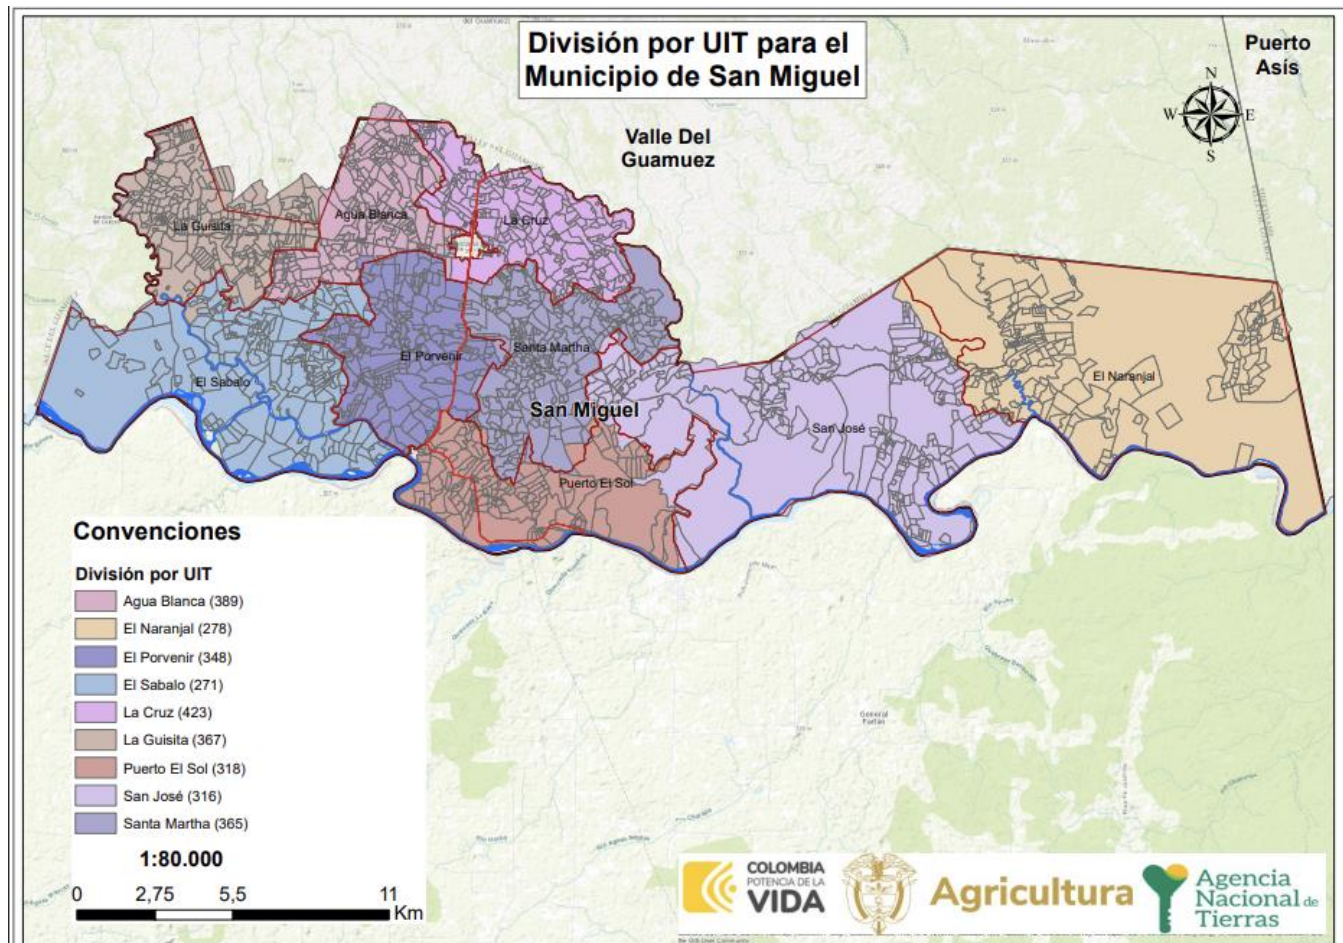 División por UIT para el
Municipio de San Miguel
Puerto
Asís
N
W
E
S
Valle Del
Guamuez
La Guisita
Agua Blanca
La Cruz
El Porvenir
Santa Martha
El Sabalo
San Miguel
San José
El Naranjal
Puerto El Sol
General
Farfán
Convenciones
División por UIT
Agua Blanca (389)
El Naranjal (278)
El Porvenir (348)
El Sabalo (271)
La Cruz (423)
La Guisita (367)
Puerto El Sol (318)
San José (316)
Santa Martha (365)
1:80.000
0 2,75 5,5 11
Km
COLOMBIA
POTENCIA DE LA
VIDA
Agricultura
Agencia
Nacional de
Tierras